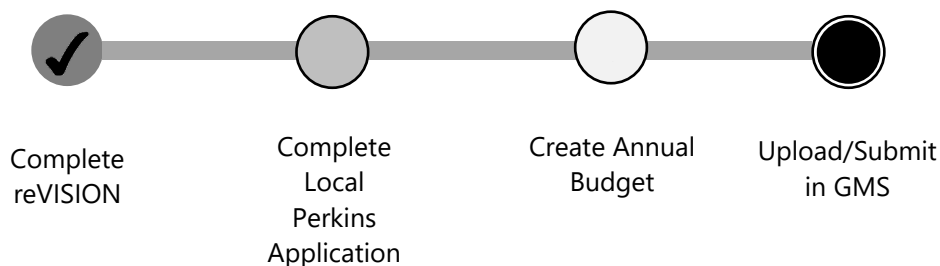 Complete
reVISION
Complete
Local
Perkins
Application
Create Annual
Budget
Upload/Submit
in GMS